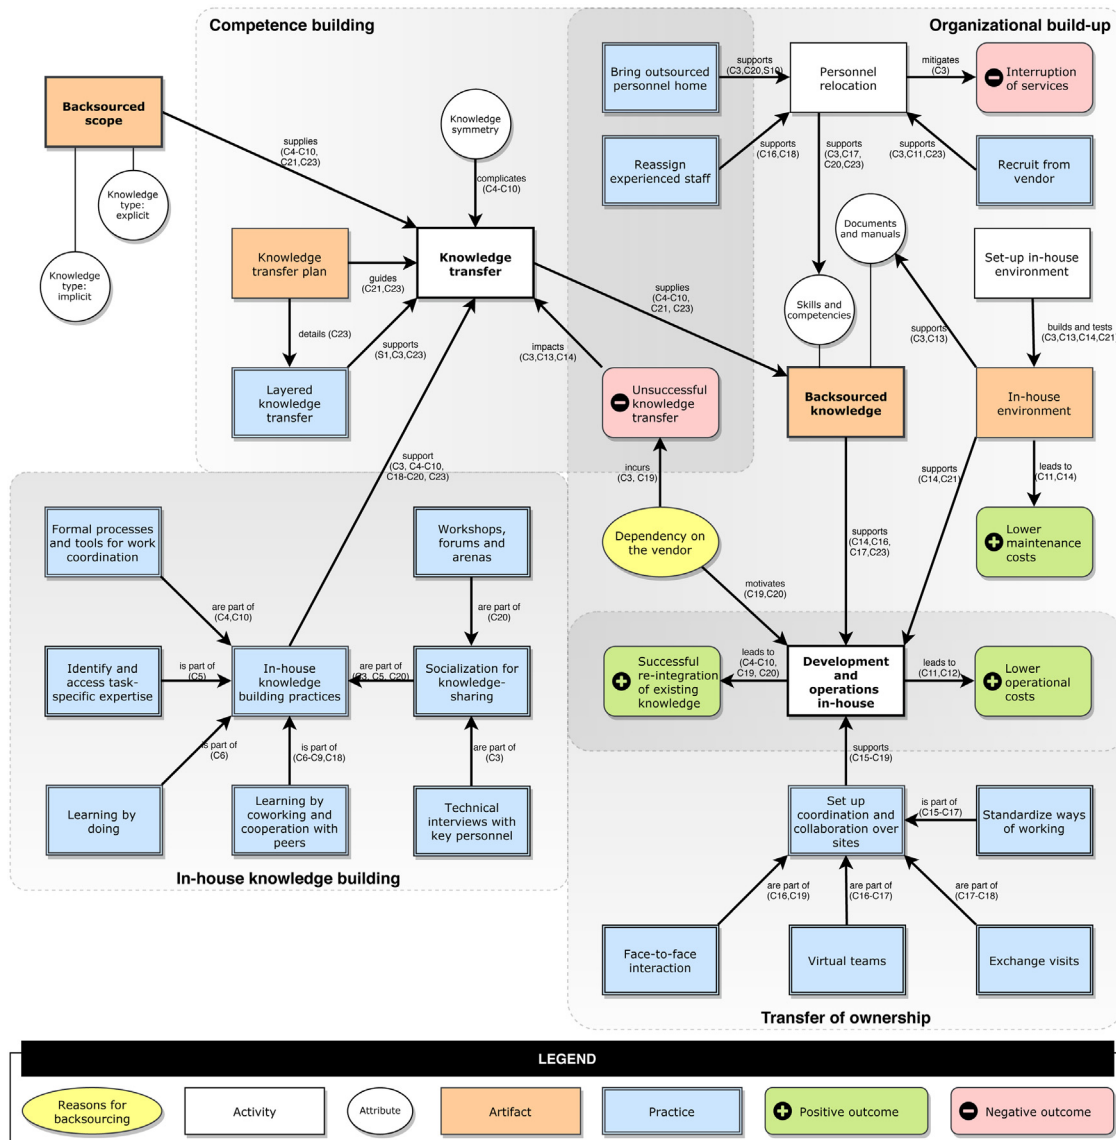 Competence building
Organizational build-up
Backsourced
scope
Knowledge
type:
explicit
Knowledge
type:
implicit
supplies
(C4-C10,
C21,C23)
Knowledge
symmetry
complicates
(C4-C10)
Knowledge
transfer plan
guides
(C21,C23)
Knowledge
transfer
details (C23)
supports
(S1,C3,C23)
Layered
knowledge
transfer
impacts
(C3,C13,C14)
supplies
(C4-C10,
C21, C23)
Bring outsourced
personnel home
supports
(C3,C20,S10)
Personnel
relocation
mitigates
(C3)
Interruption
of services
Reassign
experienced staff
supports
(C16,C18)
supports
(C3,C17,
C20,C23)
supports
(C3,C11,C23)
Recruit from
vendor
Documents
and manuals
Set-up in-house
environment
Skills and
competencies
supports
(C3,C13)
builds and tests
(C3,C13,C14,C21
Unsuccessful
knowledge
transfer
Backsourced
knowledge
In-house
environment
incurs
(C3, C19)
supports
(C14,C21)
leads to
(C11,C14)
Dependency on
the vendor
supports
(C14,C16,
C17,C23)
Lower
maintenance
costs
motivates
(C19,C20)
support
(C3, C4-C10,
C18-C20, C23)
Formal processes
and tools for work
coordination
Workshops,
forums and
arenas
are part of
(C4,C10)
are part of
(C20)
Identify and
access task-
specific expertise
is part of
(C5)
In-house
knowledge
building practices
are part of
(C3, C5, C20)
Socialization for
knowledge-
sharing
is part of
(C6)
is part of
(C6-C9,C18)
are part of
(C3)
Learning by
doing
Learning by
coworking and
cooperation with
peers
Technical
interviews with
key personnel
In-house knowledge building
Successful
re-integration
of existing
knowledge
leads to
(C4-C10,
C19, C20)
Development
and
operations
in-house
leads to
(C11,C12)
Lower
operational
costs
supports
(C15-C19)
Set up
coordination and
collaboration over
sites
is part of
(C15-C17)
Standardize ways
of working
are part of
(C16,C19)
are part of
(C16-C17)
are part of
(C17-C18)
Face-to-face
interaction
Virtual teams
Exchange visits
Transfer of ownership
LEGEND
Reasons for
backsourcing
Activity
Attribute
Artifact
Practice
Positive outcome
Negative outcome